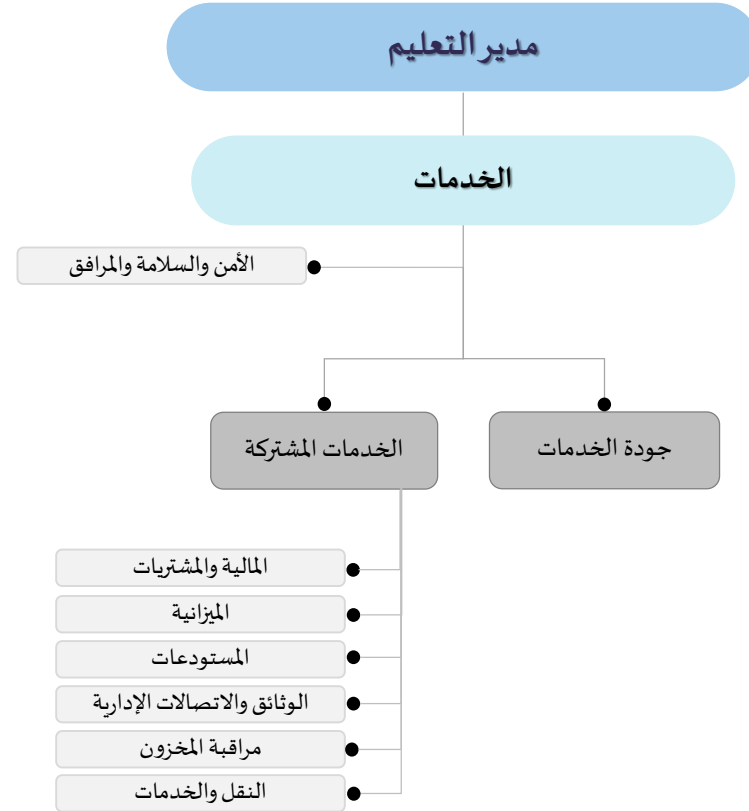 مدير التعليم
الخدمات
الأمن والسلامة والمرافق
جودة الخدمات
الخدمات المشتركة
المالية والمشتريات
الميزانية
المستودعات
الوثائق والاتصالات الإدارية
مراقبة المخزون
النقل والخدمات